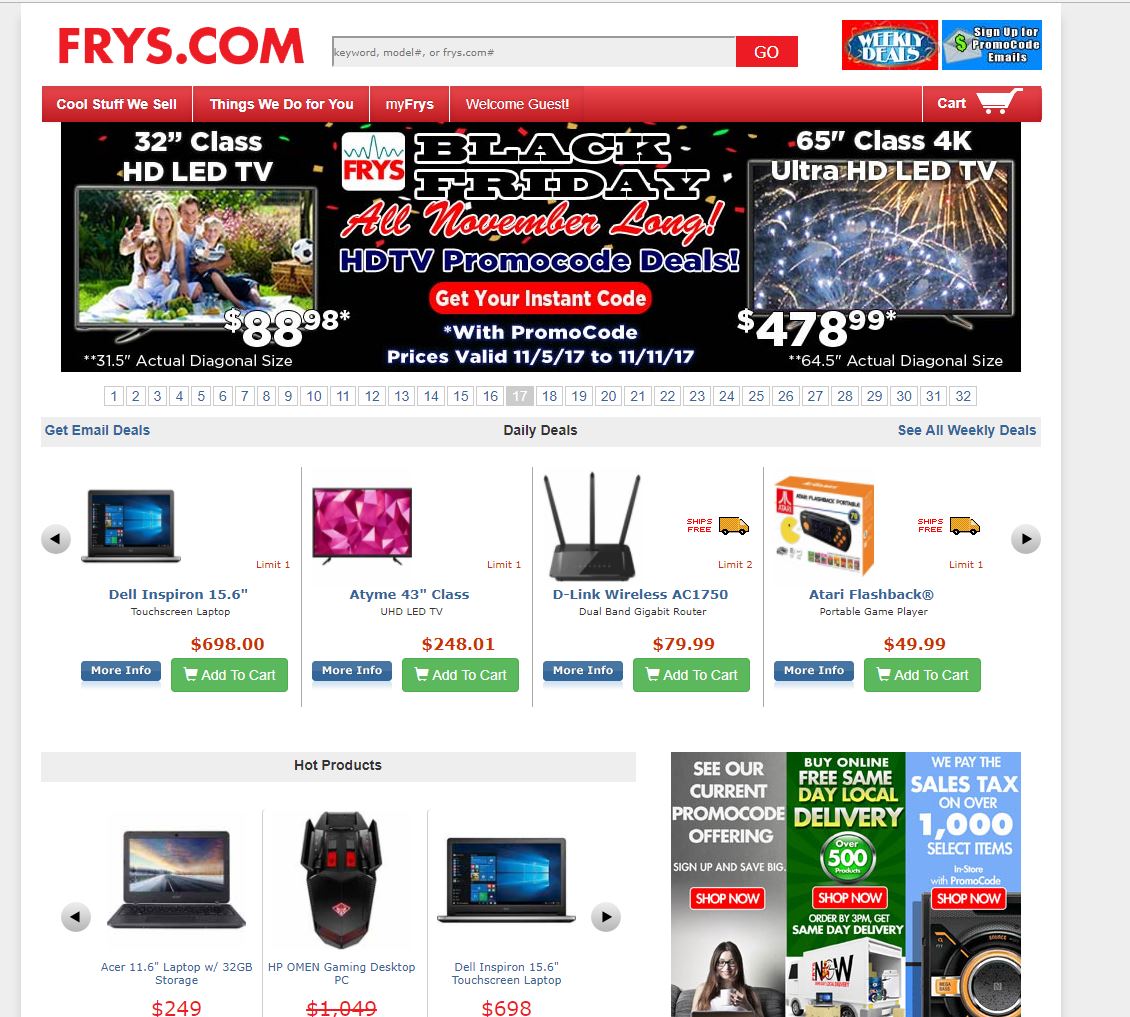 FRYS.COM
keyword, model#, or frys.com#
GO
WEEKLY
DEALS
$
Sign Up for
PromoCode
Emails
Cool Stuff We Sell
Things We Do for You
myFrys
Welcome Guest!
Cart
32” Class
HD LED TV
$88.98*
**31.5" Actual Diagonal Size
FRYS
BLACK
FRIDAY
All November Long!
HDTV Promocode Deals!
Get Your Instant Code
*With PromoCode
Prices Valid 11/5/17 to 11/11/17
65" Class 4K
Ultra HD LED TV
$478.99*
**64.5" Actual Diagonal Size
1 2 3 4 5 6 7 8 9 10 11 12 13 14 15 16 17 18 19 20 21 22 23 24 25 26 27 28 29 30 31 32
Get Email Deals
Daily Deals
See All Weekly Deals
Limit 1
Dell Inspiron 15.6"
Touchscreen Laptop
$698.00
More Info
Add To Cart
Limit 1
Atyme 43" Class
UHD LED TV
$248.01
More Info
Add To Cart
SHIPS
FREE
Limit 2
D-Link Wireless AC1750
Dual Band Gigabit Router
$79.99
More Info
Add To Cart
ATARI FLASHBACK PORTABLE
ATARI
SHIPS
FREE
Limit 1
Atari Flashback®
Portable Game Player
$49.99
More Info
Add To Cart
Hot Products
Acer 11.6" Laptop w/ 32GB
Storage
$249
HP OMEN Gaming Desktop
PC
$1,049
Dell Inspiron 15.6"
Touchscreen Laptop
$698
SEE OUR
CURRENT
PROMOCODE
OFFERING
SIGN UP AND SAVE BIG.
SHOP NOW
BUY ONLINE
FREE SAME
DAY LOCAL
DELIVERY
Over
500
Products
SHOP NOW
ORDER BY 3PM, GET
SAME DAY DELIVERY
NOW
WE PAY THE
SALES TAX
ON OVER
1,000
SELECT ITEMS
In-Store
with PromoCode
SHOP NOW
MEGA
BASS